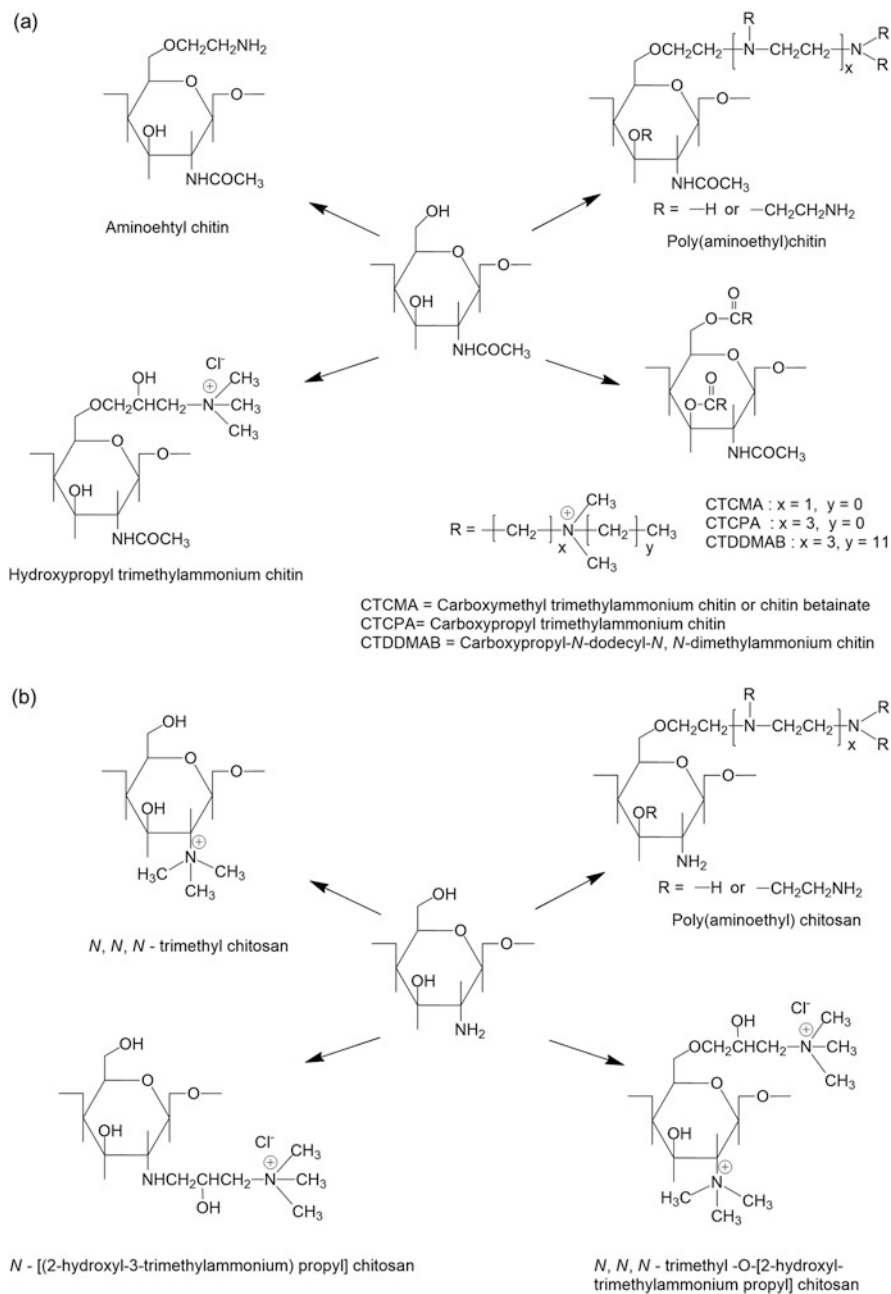 (a)
OCH₂CH₂NH₂
O
O
OH
NHCOCH₃
Aminoehtyl chitin
R
R
OCH₂CH₂ N—CH₂CH₂ N
x
R
O
O
OR
NHCOCH₃
R = —H or —CH₂CH₂NH₂
Poly(aminoethyl)chitin
OH
O
O
OH
NHCOCH₃
Cl⁻
OH
CH₃
⊕
OCH₂CHCH₂—N—CH₃
CH₃
O
O
OH
NHCOCH₃
Hydroxypropyl trimethylammonium chitin
O
O—CR
O
O
O
O—CR
NHCOCH₃
CH₃
⊕
R = CH₂ N CH₂ CH₃
x
y
CH₃
CTCMA : x = 1, y = 0
CTCPA : x = 3, y = 0
CTDDMAB : x = 3, y = 11
CTCMA = Carboxymethyl trimethylammonium chitin or chitin betainate
CTCPA= Carboxypropyl trimethylammonium chitin
CTDDMAB = Carboxypropyl-N-dodecyl-N, N-dimethylammonium chitin
(b)
OH
O
O
OH
⊕
N
H₃C
CH₃
CH₃
N, N, N - trimethyl chitosan
R
R
OCH₂CH₂ N—CH₂CH₂ N
x
R
O
O
OR
NH₂
R = —H or —CH₂CH₂NH₂
Poly(aminoethyl) chitosan
OH
O
O
OH
NH₂
OH
O
O
OH
Cl⁻
CH₃
⊕
NHCH₂CHCH₂—N—CH₃
OH
CH₃
N - [(2-hydroxyl-3-trimethylammonium) propyl] chitosan
Cl⁻
OH
CH₃
⊕
OCH₂CHCH₂—N—CH₃
CH₃
O
O
OH
⊕
N
H₃C
CH₃
CH₃
N, N, N - trimethyl -O-[2-hydroxyl-
trimethylammonium propyl] chitosan